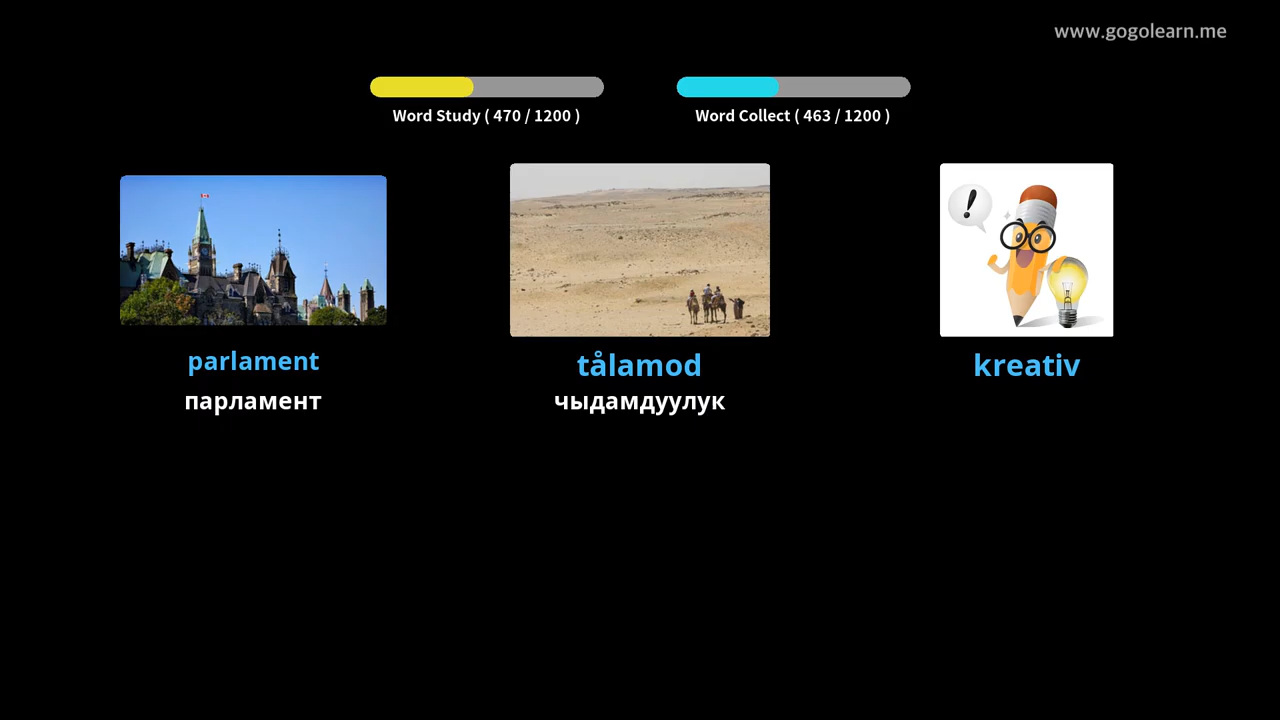 www.gogolearn.me
Word Study ( 470 / 1200 )
Word Collect ( 463 / 1200 )
parlament
парламент
tålamod
чыдамдуулук
kreativ